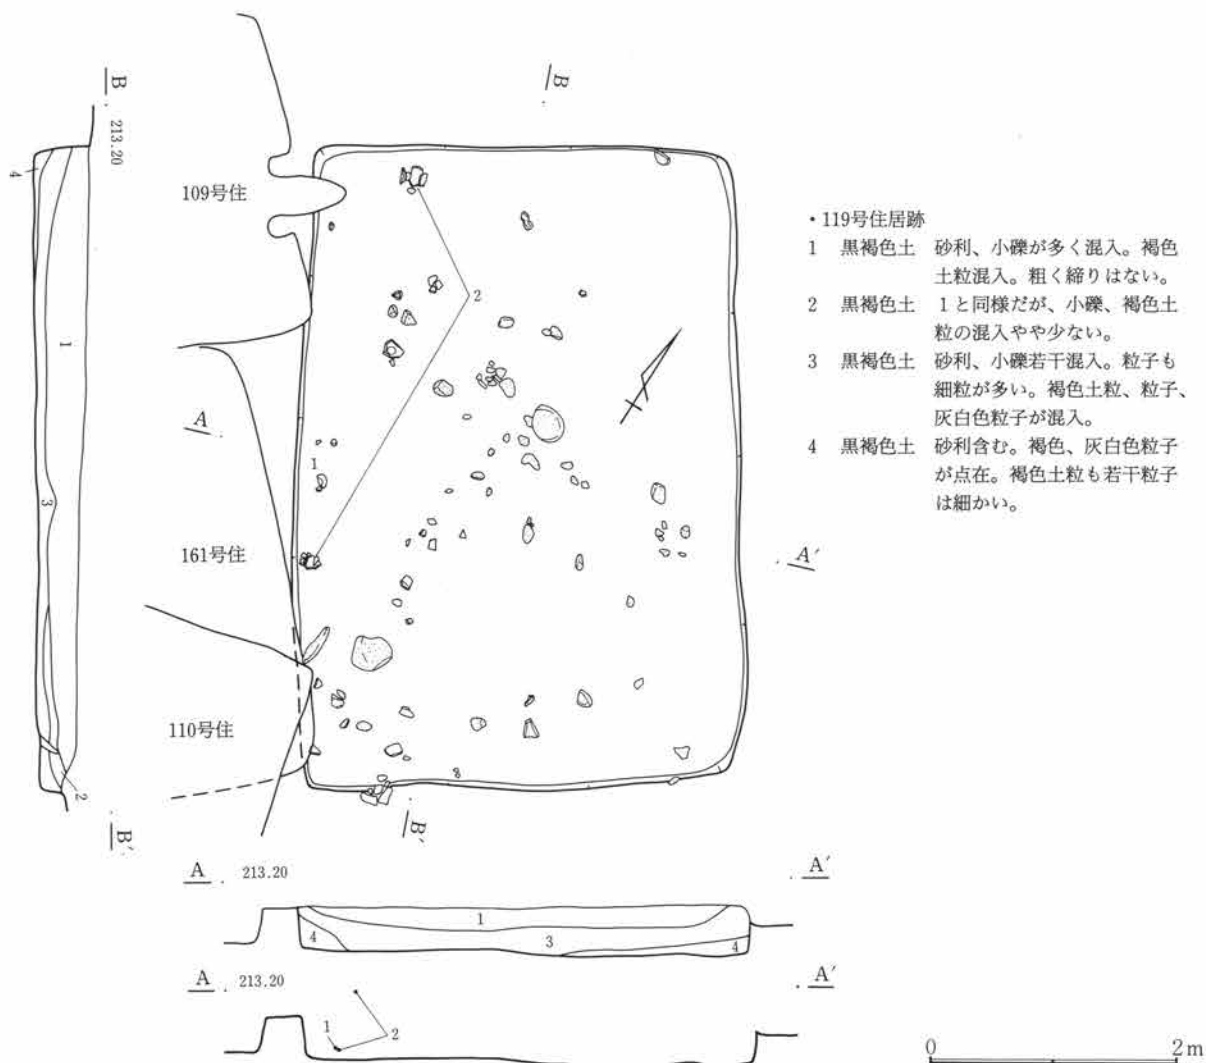 B
213.20
4
1
3
2
B′
109号住
A
161号住
110号住
B
2
1
A′
B′
・119号住居跡
1 黒褐色土 砂利、小礫が多く混入。褐色
土粒混入。粗く締りはない。
2 黒褐色土 1と同様だが、小礫、褐色土
粒の混入やや少ない。
3 黒褐色土 砂利、小礫若干混入。粒子も
細粒が多い。褐色土粒、粒子、
灰白色粒子が混入。
4 黒褐色土 砂利含む。褐色、灰白色粒子
が点在。褐色土粒も若干粒子
は細かい。
A 213.20 A′
1
4 3 4
A 213.20 A′
1 2
0 2m